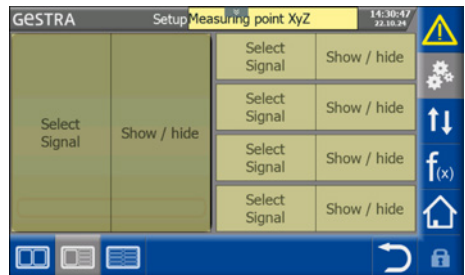 GESTRA
Setup Measuring point XyZ
14:30:47
22.10.24
Select
Signal
Show / hide
Select
Signal
Show / hide
Select
Signal
Show / hide
Select
Signal
Show / hide
Select
Signal
Show / hide
f(x)